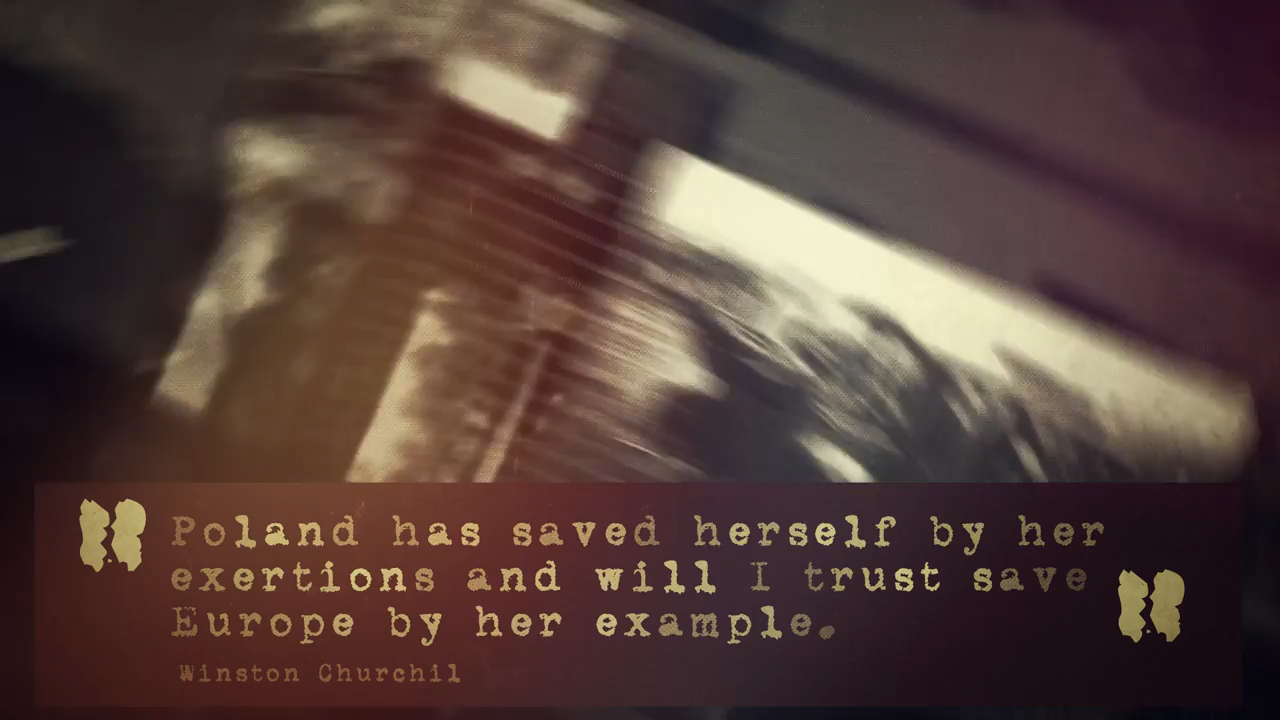 Poland has saved herself by her
exertions and will I trust save
Europe by her example.
Winston Churchil